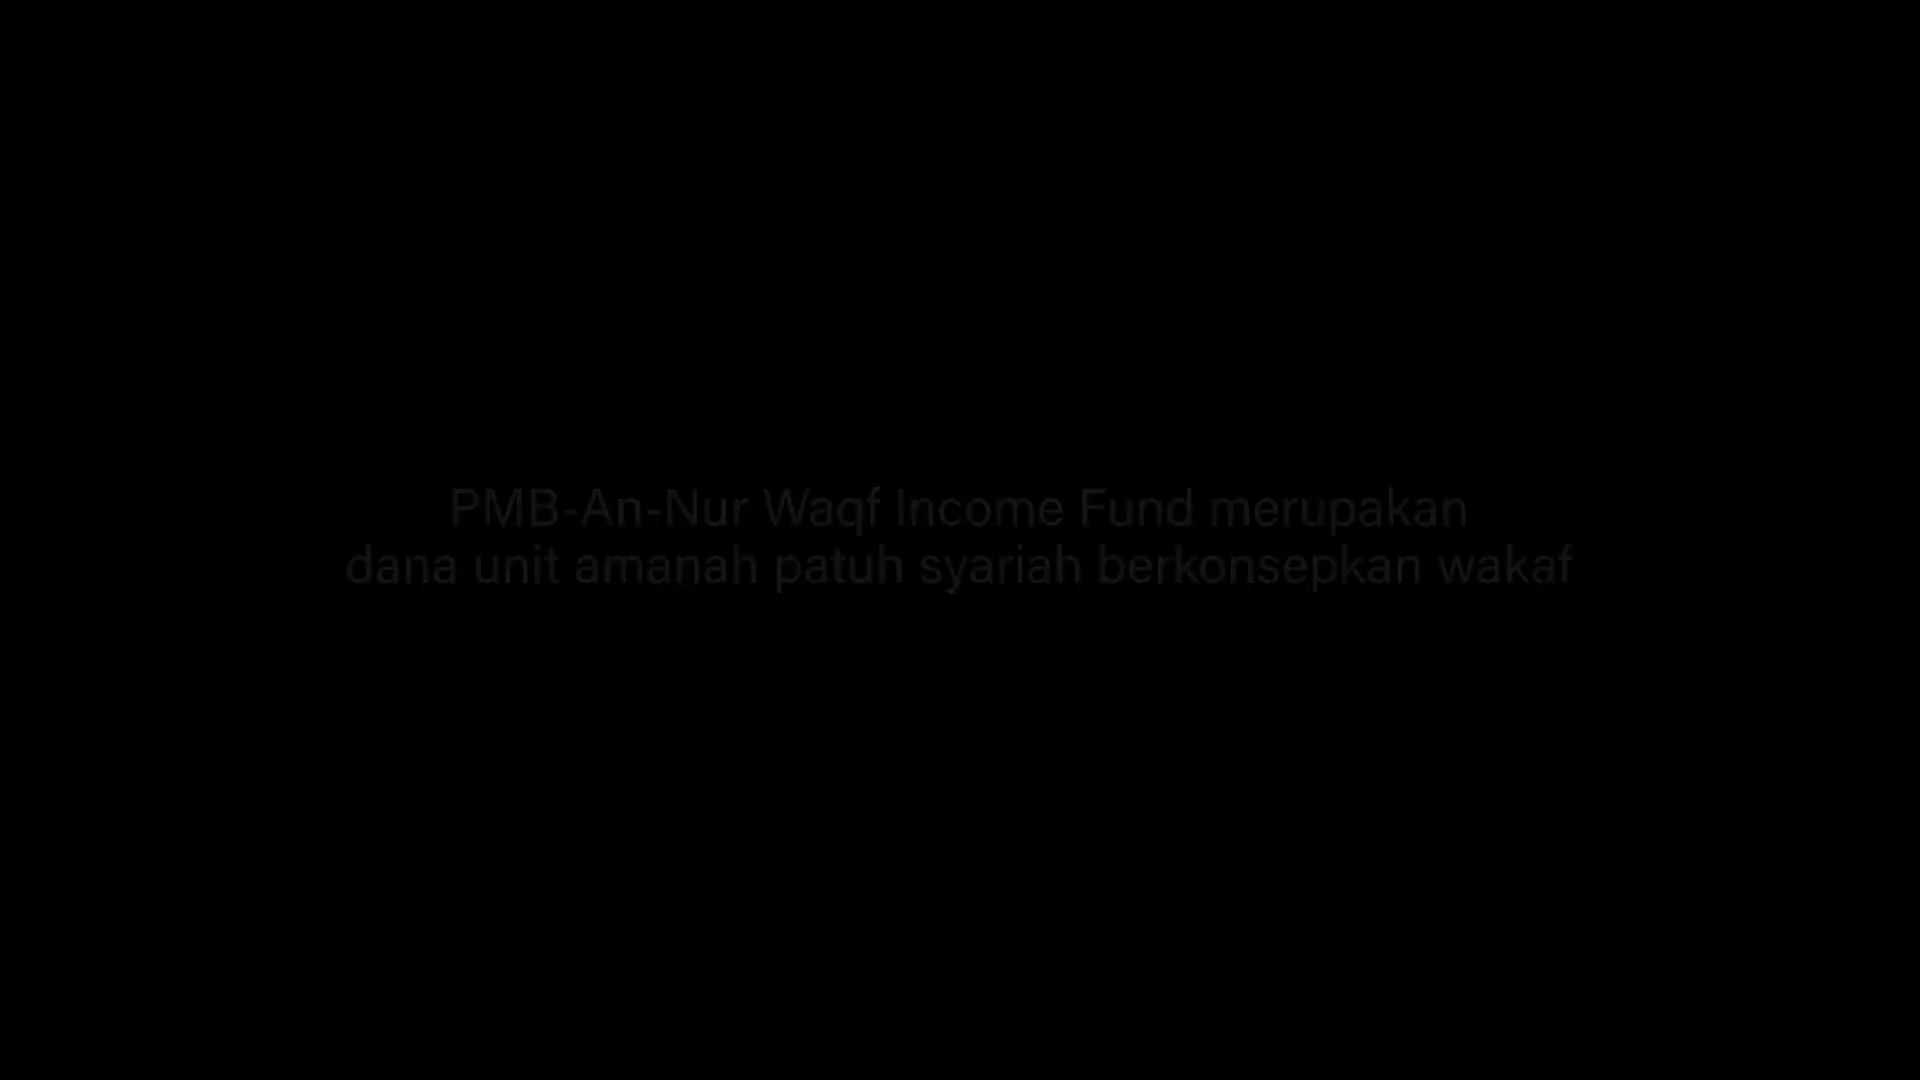 PMB-An-Nur Waqf Income Fund merupakan
dana unit amanah patuh syariah berkonsepkan wakaf